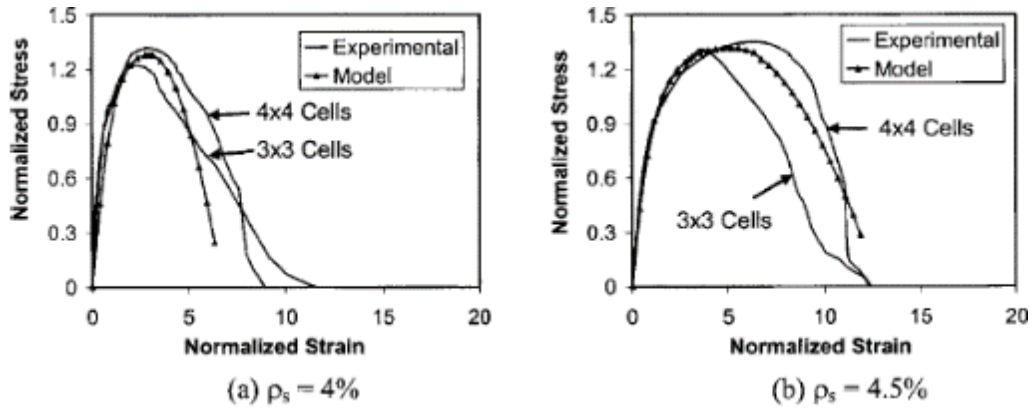 1.5
1.2
0.9
0.6
0.3
0
Normalized Stress
Experimental
Model
4x4 Cells
3x3 Cells
0 5 10 15 20
Normalized Strain
(a) ρs = 4%
1.5
1.2
0.9
0.6
0.3
0
Normalized Stress
Experimental
Model
4x4 Cells
3x3 Cells
0 5 10 15 20
Normalized Strain
(b) ρs = 4.5%